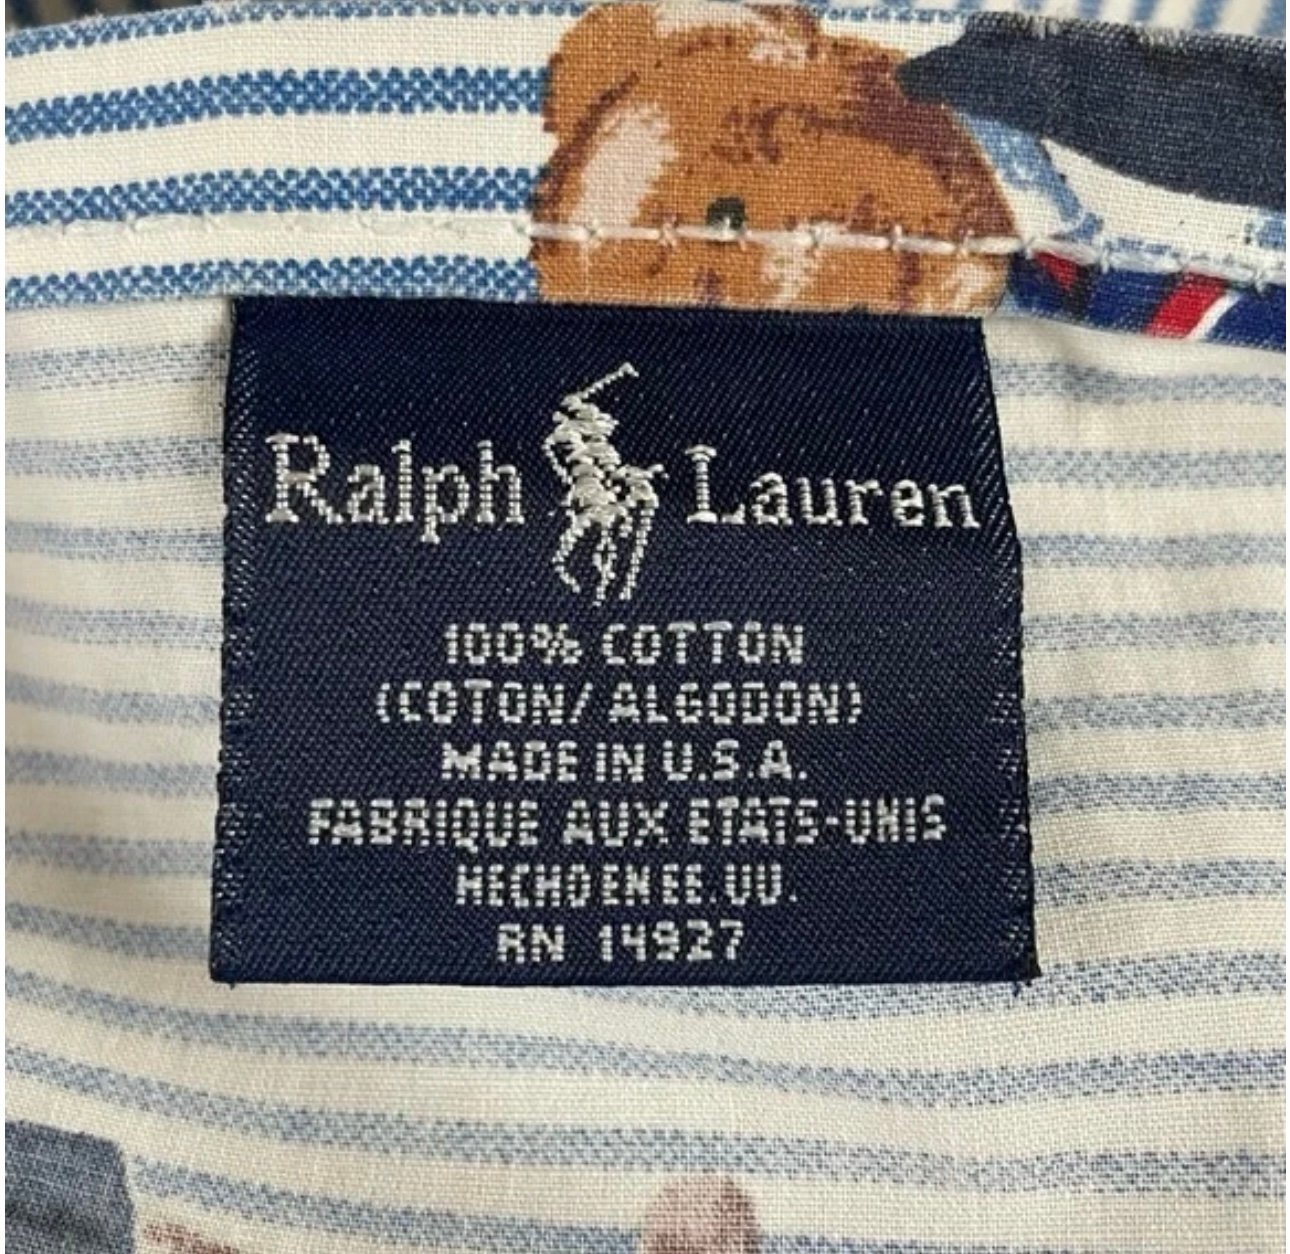 Ralph Lauren
100% COTTON
(COTON/ ALGODON)
MADE IN U.S.A.
FABRIQUE AUX ETATS-UNIS
HECHO EN EE.UU.
RN 14927